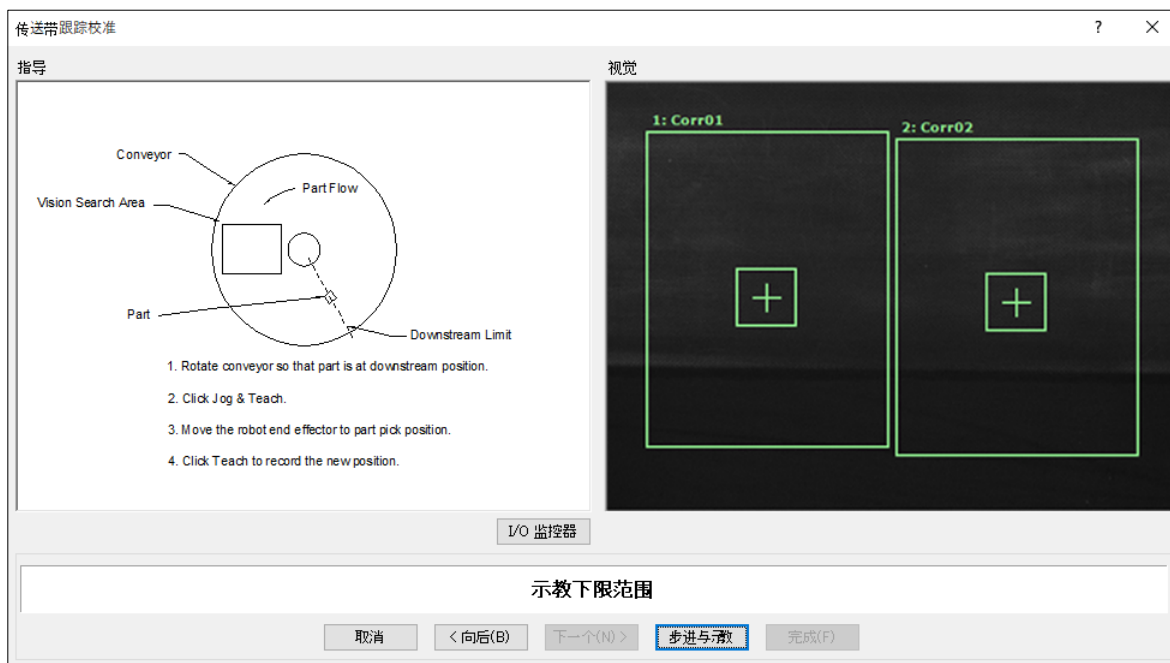 传送带跟踪校准
?
指导
视觉
Conveyor
Part Flow
Vision Search Area
Part
Downstream Limit
1. Rotate conveyor so that part is at downstream position.
2. Click Jog & Teach.
3. Move the robot end effector to part pick position.
4. Click Teach to record the new position.
1: Corr01
2: Corr02
I/O 监控器
示教下限范围
取消
< 向后(B)
下一个(N) >
步进与示教
完成(F)